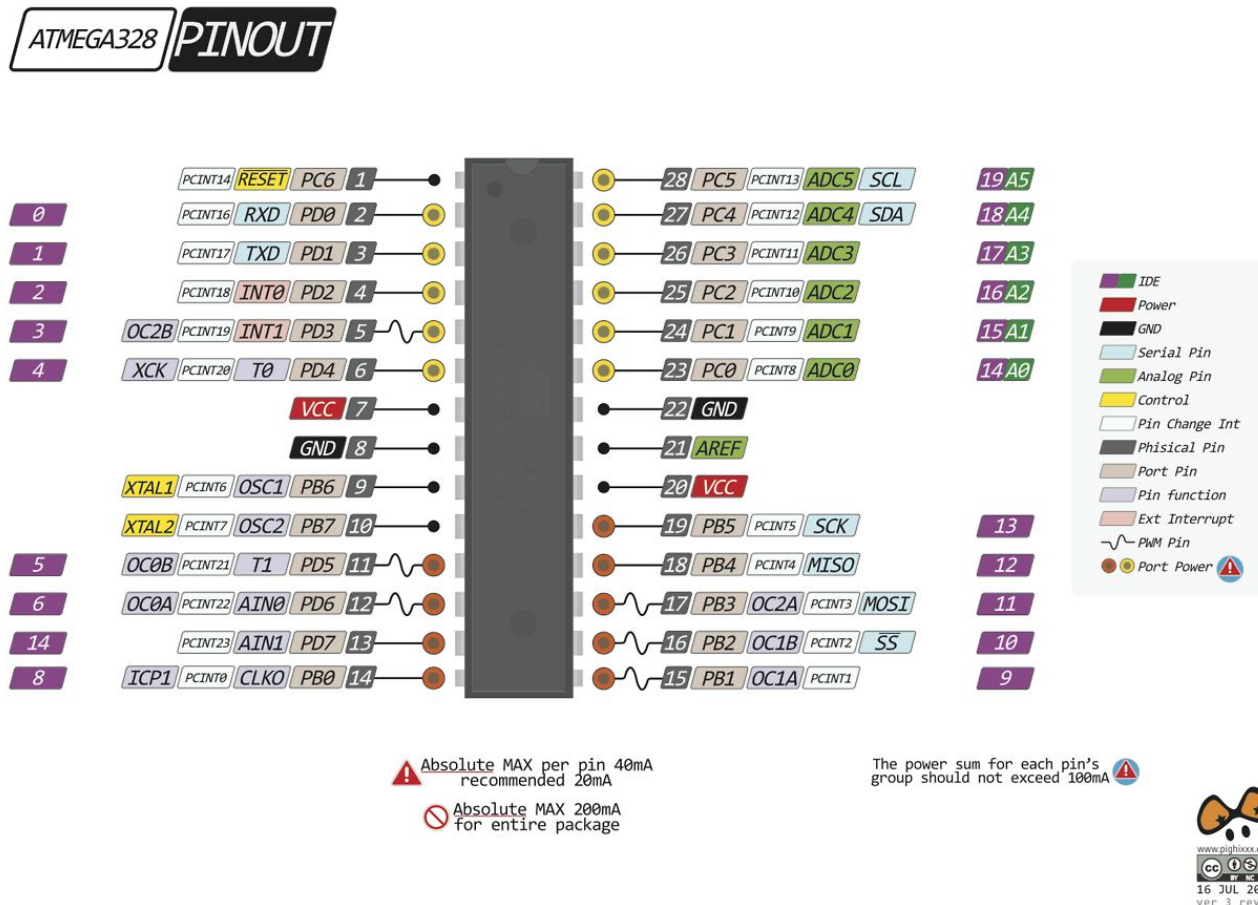 ATMEGA328 PINOUT
PCINT14 RESET PC6 1 28 PC5 PCINT13 ADC5 SCL 19 A5
0 PCINT16 RXD PD0 2 27 PC4 PCINT12 ADC4 SDA 18 A4
1 PCINT17 TXD PD1 3 26 PC3 PCINT11 ADC3 17 A3
2 PCINT18 INT0 PD2 4 25 PC2 PCINT10 ADC2 16 A2
3 OC2B PCINT19 INT1 PD3 5 24 PC1 PCINT9 ADC1 15 A1
4 XCK PCINT20 T0 PD4 6 23 PC0 PCINT8 ADC0 14 A0
VCC 7 22 GND
GND 8 21 AREF
XTAL1 PCINT6 OSC1 PB6 9 20 VCC
XTAL2 PCINT7 OSC2 PB7 10 19 PB5 PCINT5 SCK 13
5 OC0B PCINT21 T1 PD5 11 18 PB4 PCINT4 MISO 12
6 OC0A PCINT22 AIN0 PD6 12 17 PB3 OC2A PCINT3 MOSI 11
14 PCINT23 AIN1 PD7 13 16 PB2 OC1B PCINT2 SS 10
8 ICP1 PCINT0 CLKO PB0 14 15 PB1 OC1A PCINT1 9
IDE
Power
GND
Serial Pin
Analog Pin
Control
Pin Change Int
Phisical Pin
Port Pin
Pin function
Ext Interrupt
PWM Pin
Port Power
Absolute MAX per pin 40mA
recommended 20mA
Absolute MAX 200mA
for entire package
The power sum for each pin's
group should not exceed 100mA
www.pighixxx.
cc
BY NC
16 JUL 20
ver 3 rev